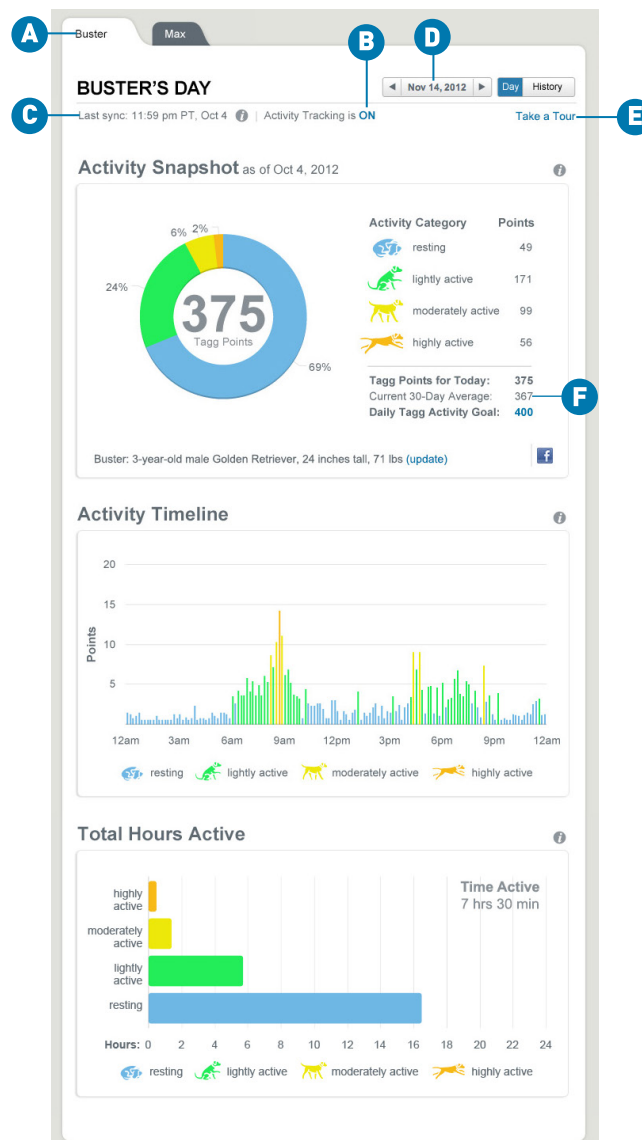 A
Buster
Max
B
D
BUSTER'S DAY
◀ Nov 14, 2012 ▶
Day History
C
Last sync: 11:59 pm PT, Oct 4 i | Activity Tracking is ON
Take a Tour
E
Activity Snapshot as of Oct 4, 2012 i
6% 2%
24%
375
Tagg Points
69%
Activity Category Points
resting 49
lightly active 171
moderately active 99
highly active 56
Tagg Points for Today: 375
Current 30-Day Average: 367
F
Daily Tagg Activity Goal: 400
Buster: 3-year-old male Golden Retriever, 24 inches tall, 71 lbs (update)
f
Activity Timeline i
Points
20
15
10
5
12am 3am 6am 9am 12pm 3pm 6pm 9pm 12am
resting lightly active moderately active highly active
Total Hours Active i
Time Active
7 hrs 30 min
highly
active
moderately
active
lightly
active
resting
Hours: 0 2 4 6 8 10 12 14 16 18 20 22 24
resting lightly active moderately active highly active